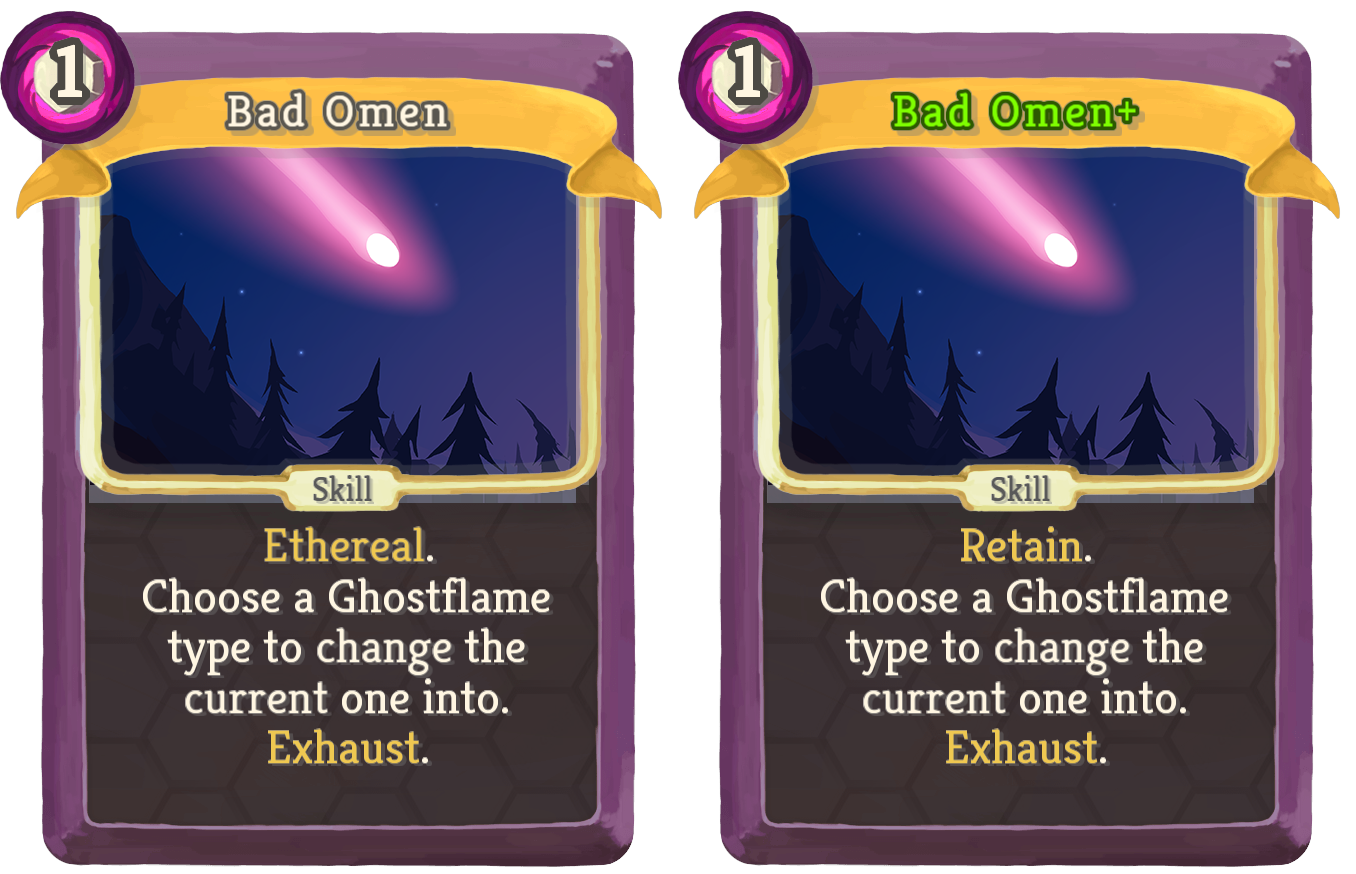 1
Bad Omen
Skill
Ethereal.
Choose a Ghostflame
type to change the
current one into.
Exhaust.
1
Bad Omen+
Skill
Retain.
Choose a Ghostflame
type to change the
current one into.
Exhaust.